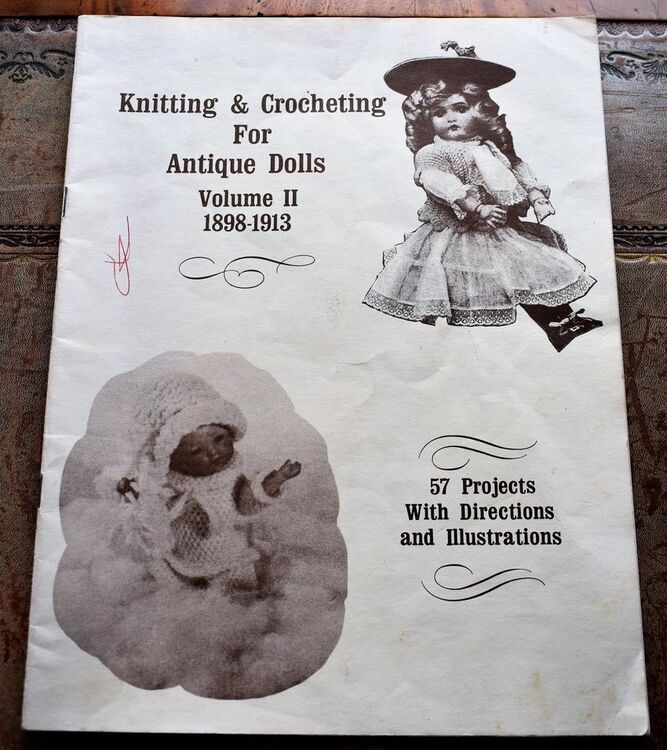 Knitting & Crocheting
For
Antique Dolls
Volume II
1898-1913
57 Projects
With Directions
and Illustrations